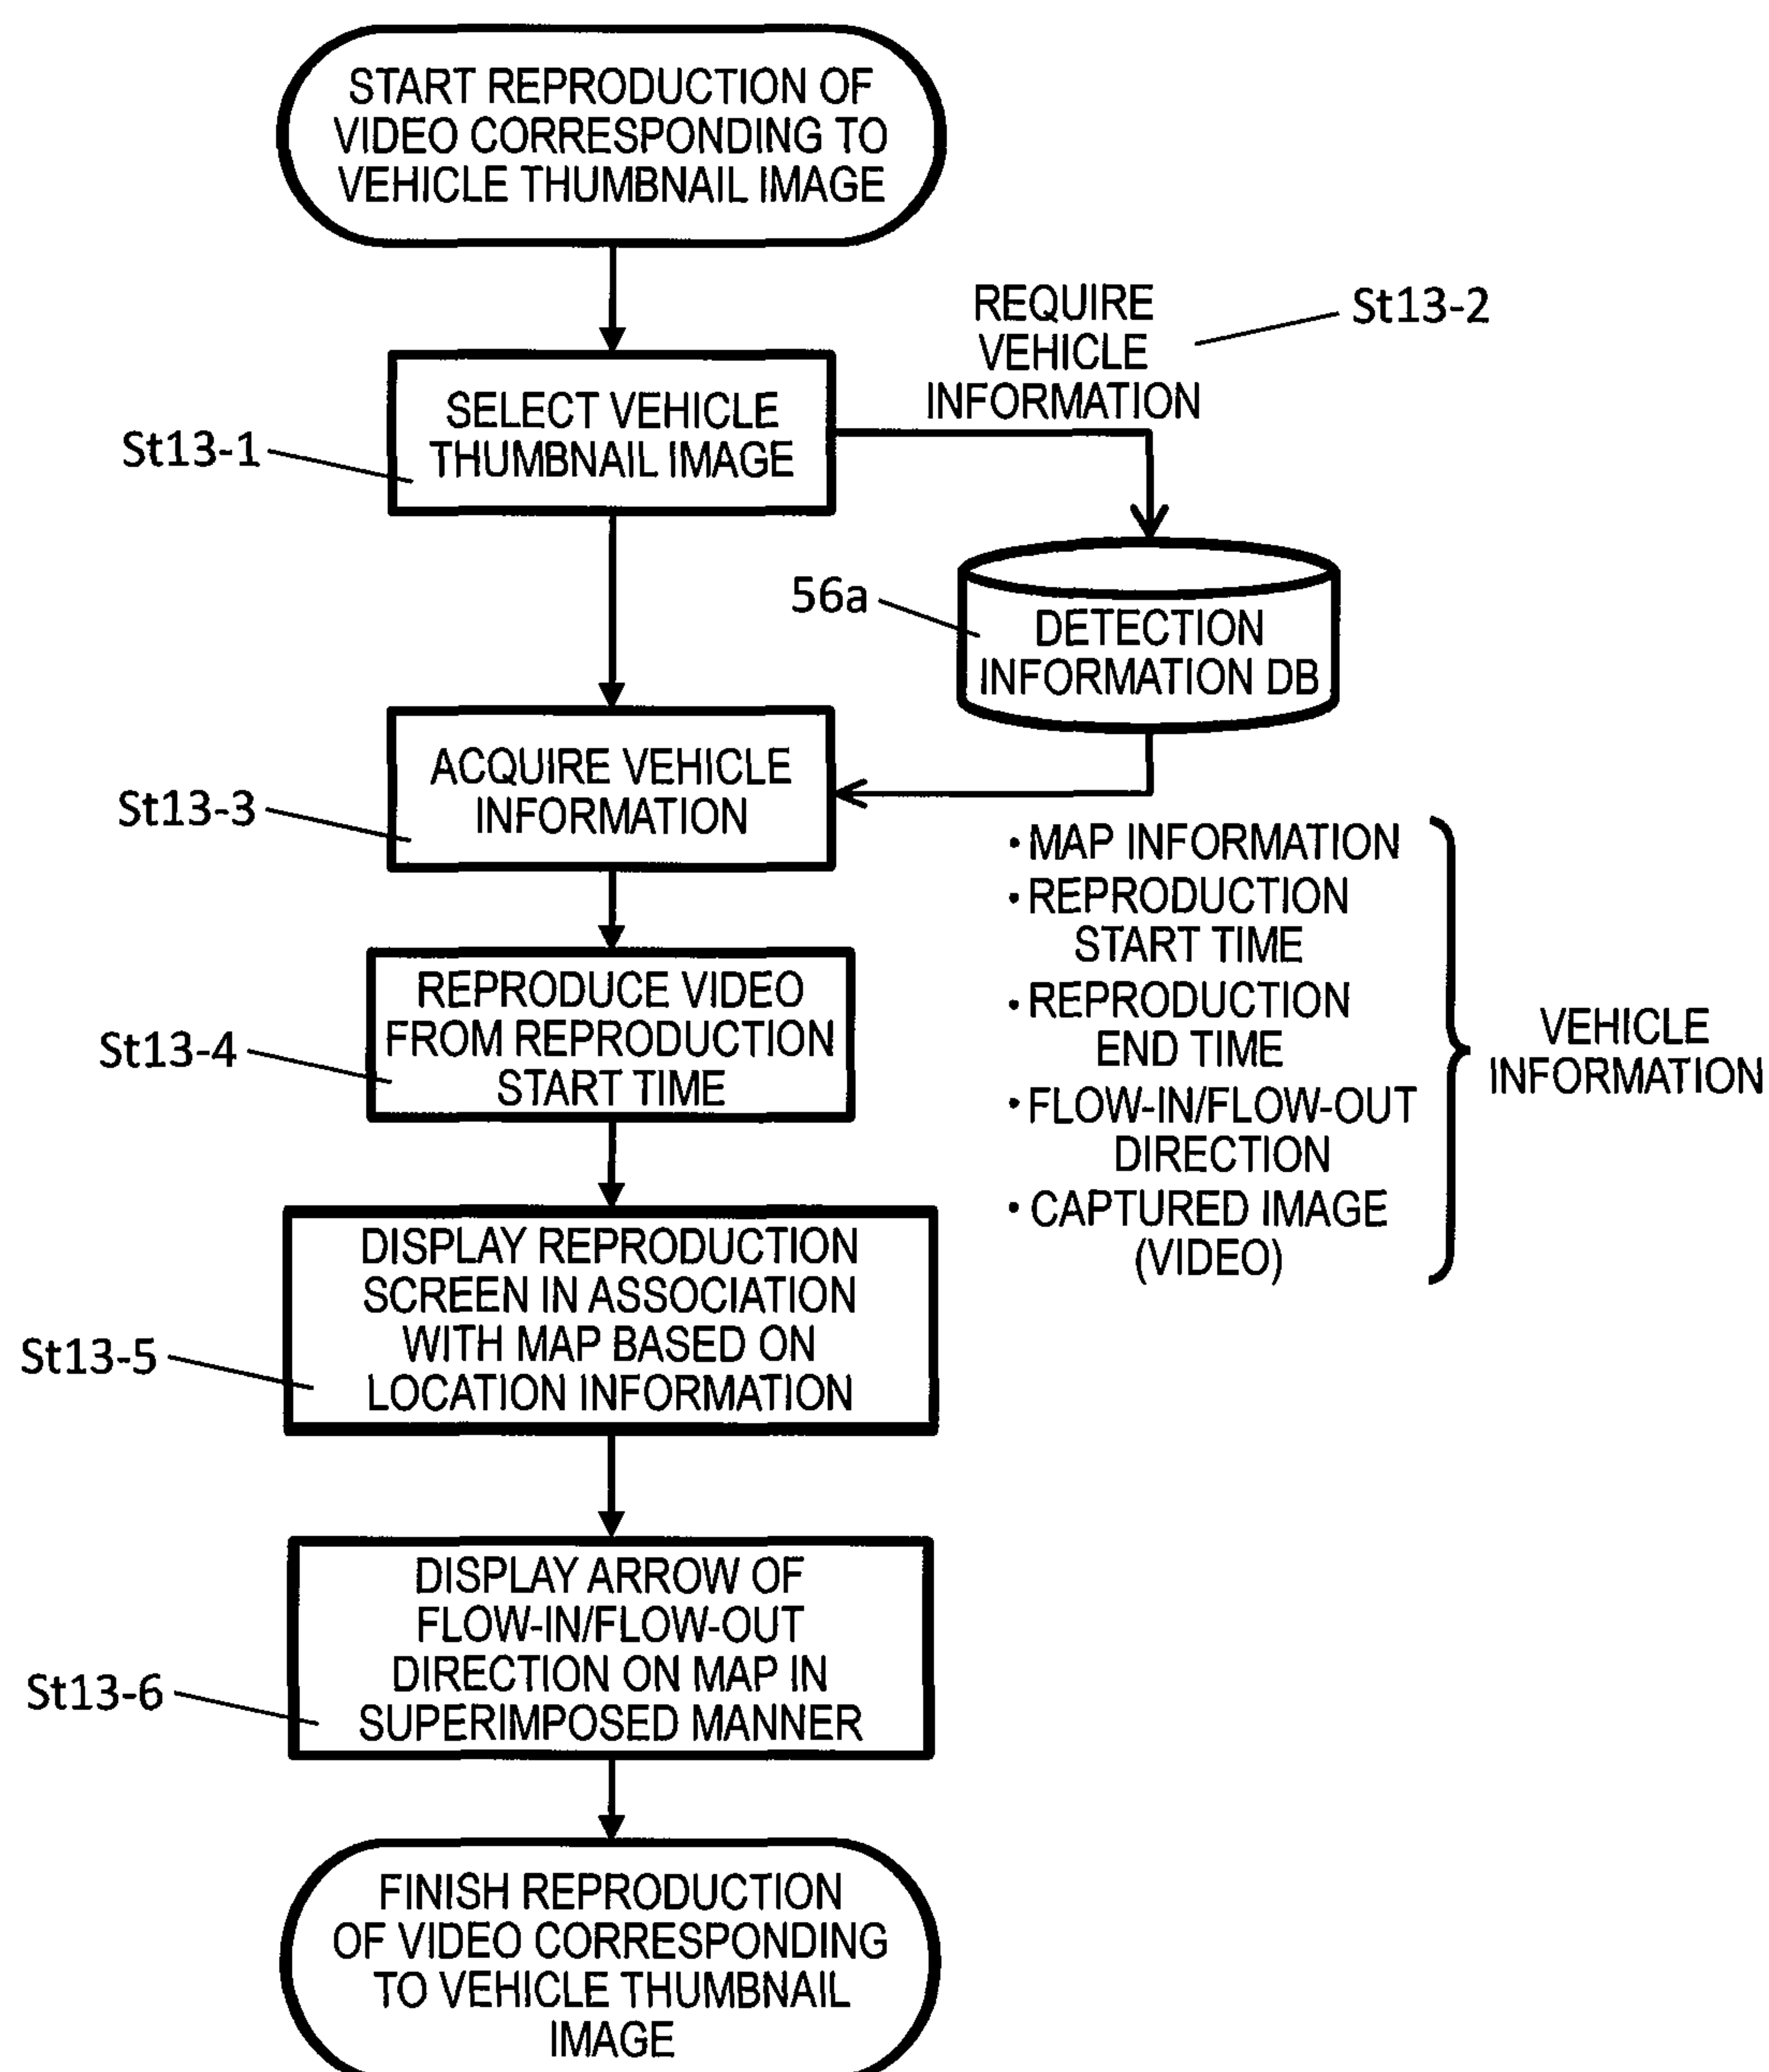 START REPRODUCTION OF
VIDEO CORRESPONDING TO
VEHICLE THUMBNAIL IMAGE
REQUIRE
VEHICLE
INFORMATION
St13-2
SELECT VEHICLE
THUMBNAIL IMAGE
St13-1
56a
DETECTION
INFORMATION DB
ACQUIRE VEHICLE
INFORMATION
St13-3
• MAP INFORMATION
• REPRODUCTION
START TIME
• REPRODUCTION
END TIME
• FLOW-IN/FLOW-OUT
DIRECTION
• CAPTURED IMAGE
(VIDEO)
VEHICLE
INFORMATION
REPRODUCE VIDEO
FROM REPRODUCTION
START TIME
St13-4
DISPLAY REPRODUCTION
SCREEN IN ASSOCIATION
WITH MAP BASED ON
LOCATION INFORMATION
St13-5
DISPLAY ARROW OF
FLOW-IN/FLOW-OUT
DIRECTION ON MAP IN
SUPERIMPOSED MANNER
St13-6
FINISH REPRODUCTION
OF VIDEO CORRESPONDING
TO VEHICLE THUMBNAIL
IMAGE